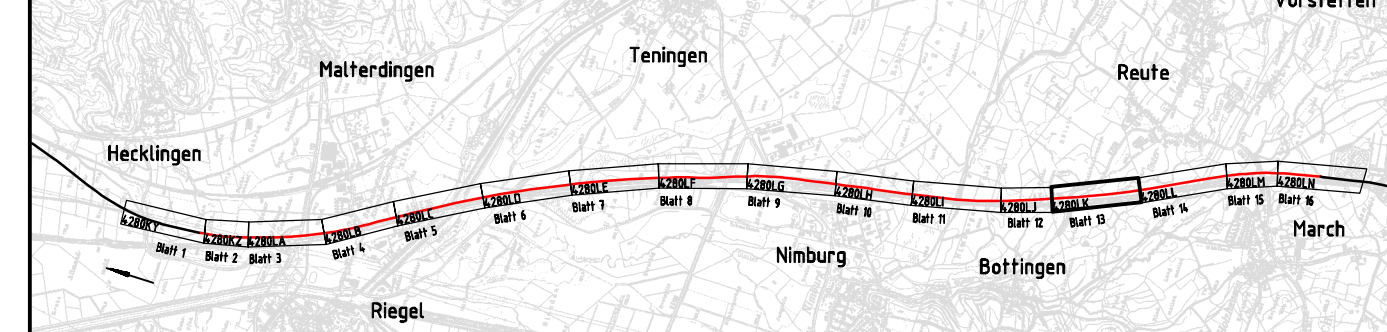 Vorstetten
Teningen
Malterdingen
Reute
Hecklingen
4280KY
4280KZ
4280LA
4280LB
4280LC
4280LD
4280LE
4280LF
4280LG
4280LH
4280LI
4280LJ
4280LK
4280LL
4280LM
4280LN
Blatt 1
Blatt 2
Blatt 3
Blatt 4
Blatt 5
Blatt 6
Blatt 7
Blatt 8
Blatt 9
Blatt 10
Blatt 11
Blatt 12
Blatt 13
Blatt 14
Blatt 15
Blatt 16
March
Nimburg
Bottingen
Riegel